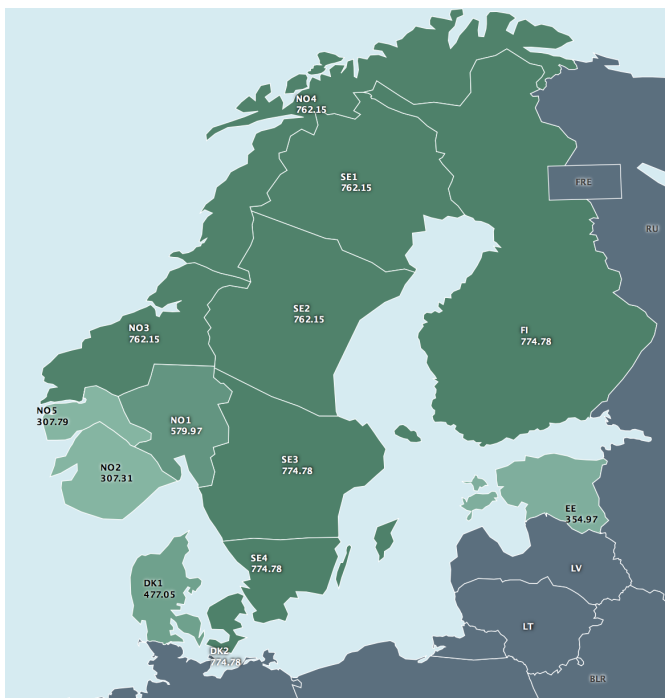 NO4
762.15
SE1
762.15
FRE
RU
SE2
762.15
NO3
762.15
FI
774.78
NO5
307.79
NO1
579.97
NO2
307.31
SE3
774.78
EE
354.97
SE4
774.78
LV
DK1
477.05
LT
DK2
774.78
BLR